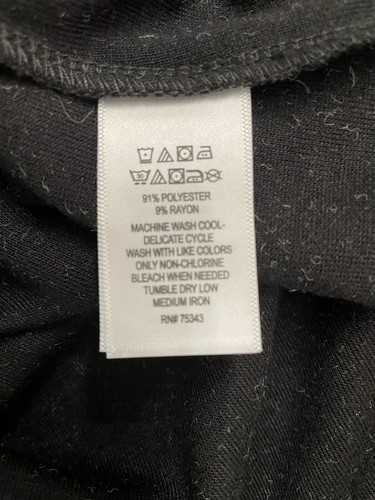 91% POLYESTER
9% RAYON
MACHINE WASH COOL-
DELICATE CYCLE
WASH WITH LIKE COLORS
ONLY NON-CHLORINE
BLEACH WHEN NEEDED
TUMBLE DRY LOW
MEDIUM IRON
RN# 75343